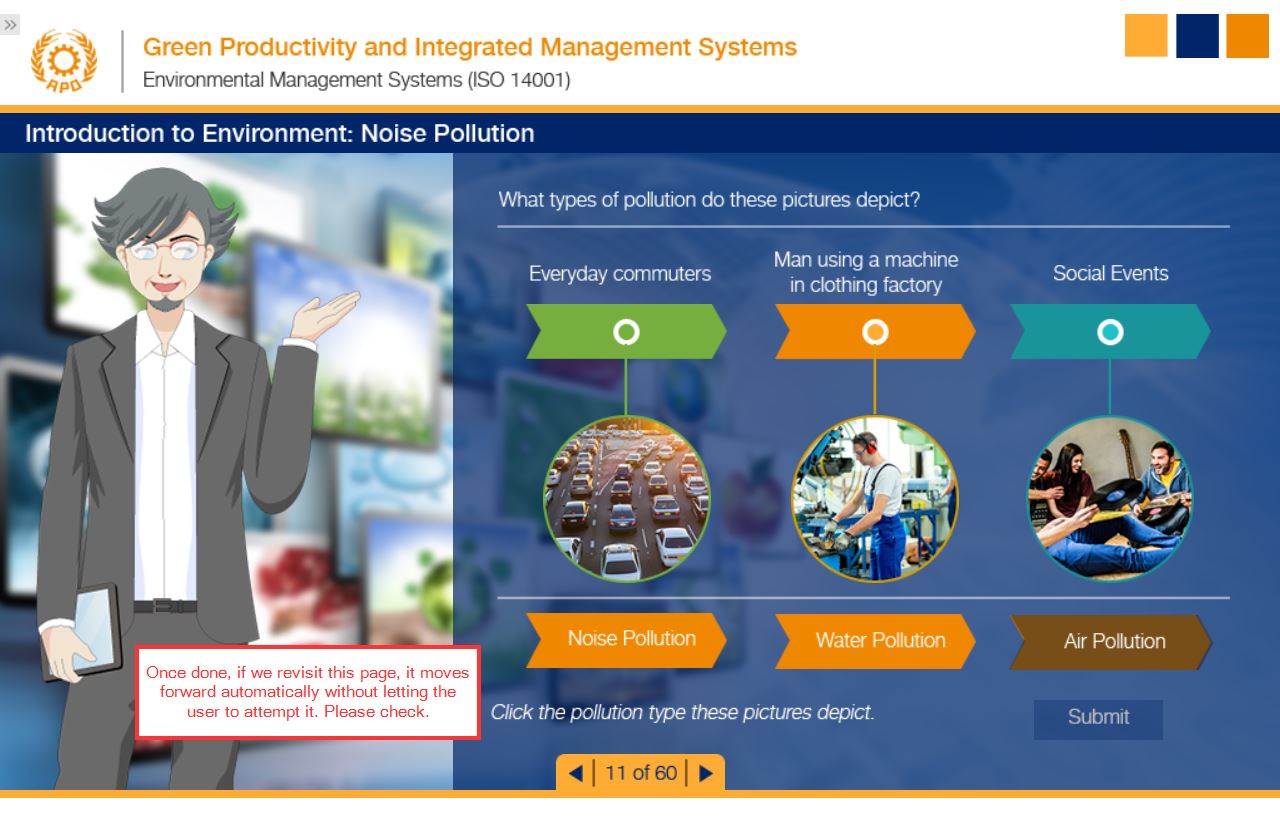 »
APO
Green Productivity and Integrated Management Systems
Environmental Management Systems (ISO 14001)
Introduction to Environment: Noise Pollution
What types of pollution do these pictures depict?
Everyday commuters
Man using a machine
in clothing factory
Social Events
Noise Pollution
Water Pollution
Air Pollution
Once done, if we revisit this page, it moves
forward automatically without letting the
user to attempt it. Please check.
Click the pollution type these pictures depict.
Submit
11 of 60